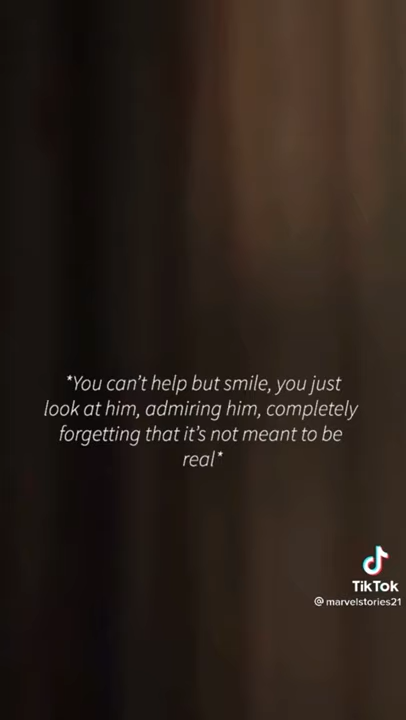 *You can't help but smile, you just
look at him, admiring him, completely
forgetting that it's not meant to be
real*
TikTok
@marvelstories21